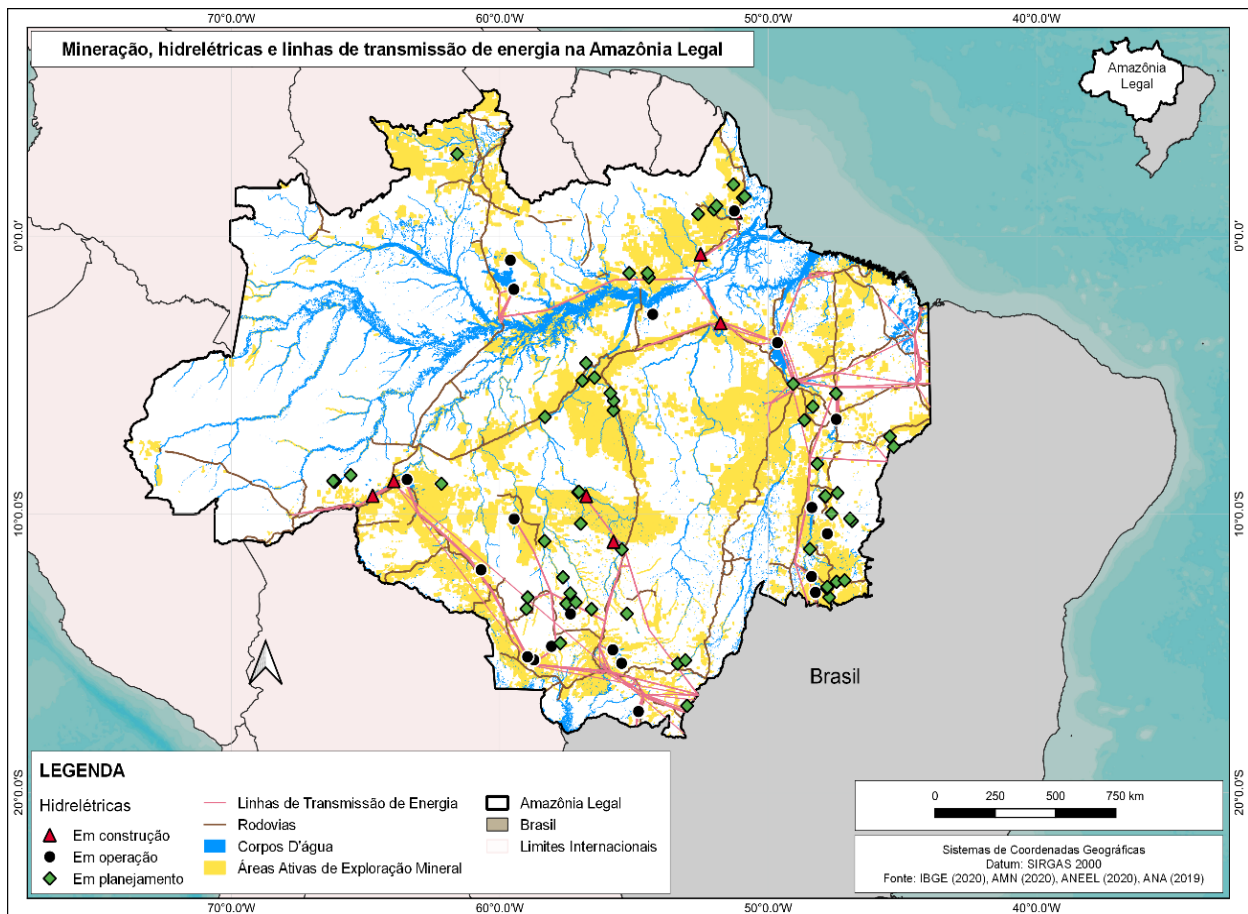 70°0.0'W 60°0.0'W 50°0.0'W 40°0.0'W
Mineração, hidrelétricas e linhas de transmissão de energia na Amazônia Legal
Amazônia
Legal
0°0.0' 0°0.0'
10°0.0'S 10°0.0'S
20°0.0'S
Brasil
LEGENDA
Hidrelétricas
Em construção
Em operação
Em planejamento
Linhas de Transmissão de Energia
Rodovias
Corpos D'água
Áreas Ativas de Exploração Mineral
Amazônia Legal
Brasil
Limites Internacionais
0 250 500 750 km
Sistemas de Coordenadas Geográficas
Datum: SIRGAS 2000
Fonte: IBGE (2020), AMN (2020), ANEEL (2020), ANA (2019)
20°0.0'S
70°0.0'W 60°0.0'W 50°0.0'W 40°0.0'W